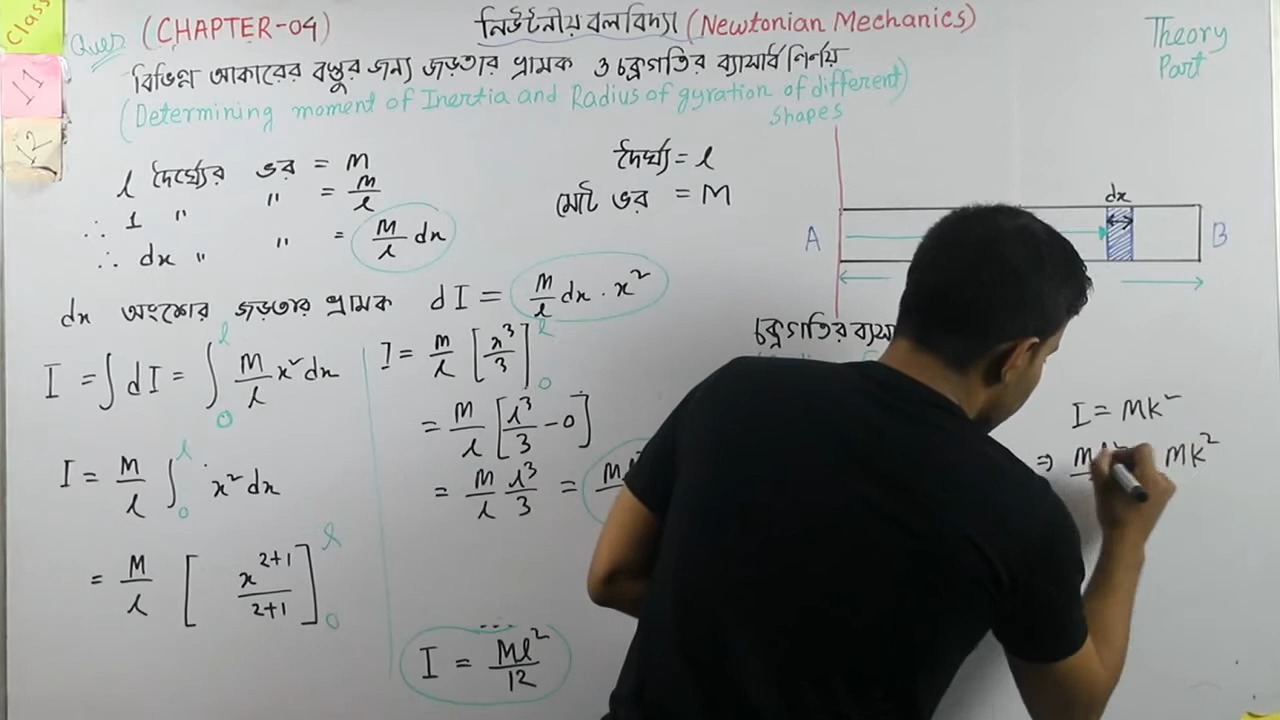 Class
11
12
Ques (CHAPTER-04)
নিউটনীয় বলবিদ্যা (Newtonian Mechanics)
Theory
Part
বিভিন্ন আকারের বস্তুর জন্য জড়তার ভ্রামক ও চক্রগতির ব্যাসার্ধ নির্ণয়
(Determining moment of Inertia and Radius of gyration of different)
shapes
l দৈর্ঘ্যের ভর = M
∴ 1 " " = M/l
∴ dx " " = M/l dx
দৈর্ঘ্য = l
মোট ভর = M
dx
A
B
dx অংশের জড়তার ভ্রামক dI = M/l dx . x²
I = ∫dI = ∫₀ˡ M/l x² dx
I = M/l ∫₀ˡ x² dx
= M/l [x²⁺¹/2+1]₀ˡ
I = M/l [x³/3]₀ˡ
= M/l [l³/3 - 0]
= M/l l³/3 =
I = Ml²/12
চক্রগতির
I = MK²
⇒ MK²